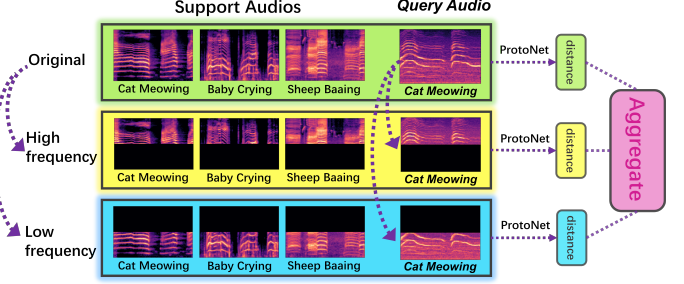 Support Audios
Query Audio
Original
Cat Meowing
Baby Crying
Sheep Baaing
Cat Meowing
ProtoNet
distance
High
frequency
Cat Meowing
Baby Crying
Sheep Baaing
Cat Meowing
ProtoNet
distance
Low
frequency
Cat Meowing
Baby Crying
Sheep Baaing
Cat Meowing
ProtoNet
distance
Aggregate